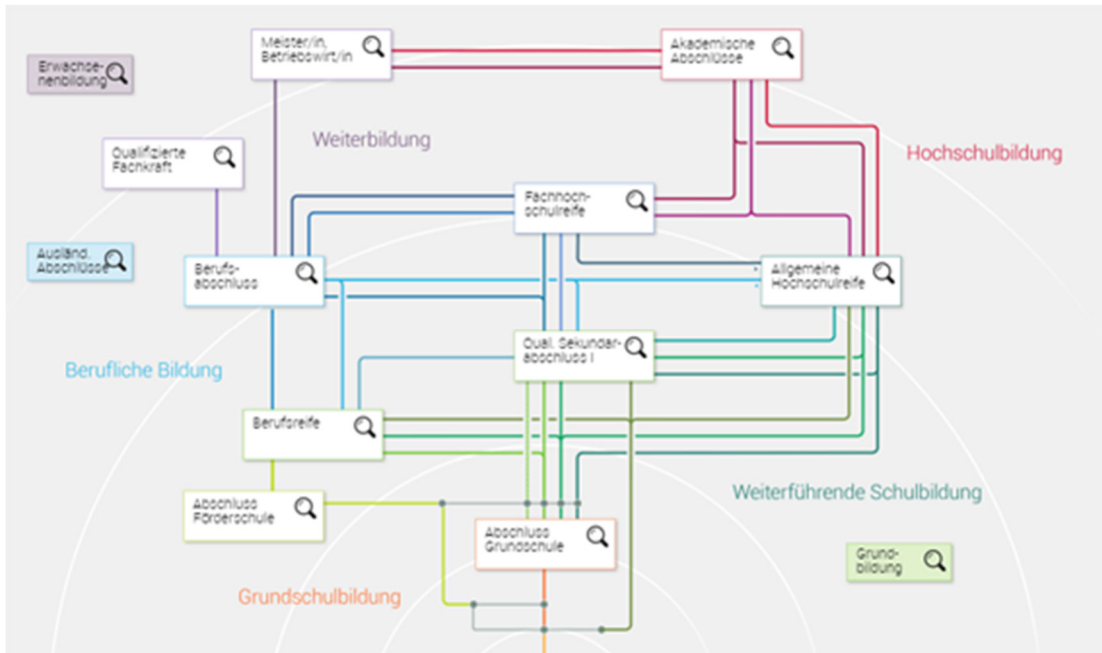 Meister/in,
Betriebswirt/in
Akademische
Abschlüsse
Erwachse-
nenbildung
Weiterbildung
Hochschulbildung
Qualifizierte
Fachkraft
Fachhoch-
schulreife
Ausländ.
Abschlüsse
Berufs-
abschluss
Allgemeine
Hochschulreife
Qual. Sekundar-
abschluss I
Berufliche Bildung
Berufsreife
Weiterführende Schulbildung
Abschluss
Förderschule
Abschluss
Grundschule
Grund-
bildung
Grundschulbildung